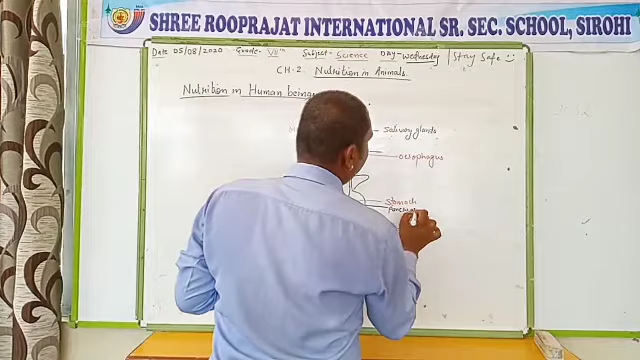 SHREE ROOPRAJAT INTERNATIONAL SR. SEC. SCHOOL, SIROHI
Date 05/08/2020 Grade- VIIth Subject- Science DAY- Wednesday | Stay Safe
CH-2 Nutrition in Animals.
Nutrition in Human beings
Salivary glands
Oesophagus
Stomach
Pancreas